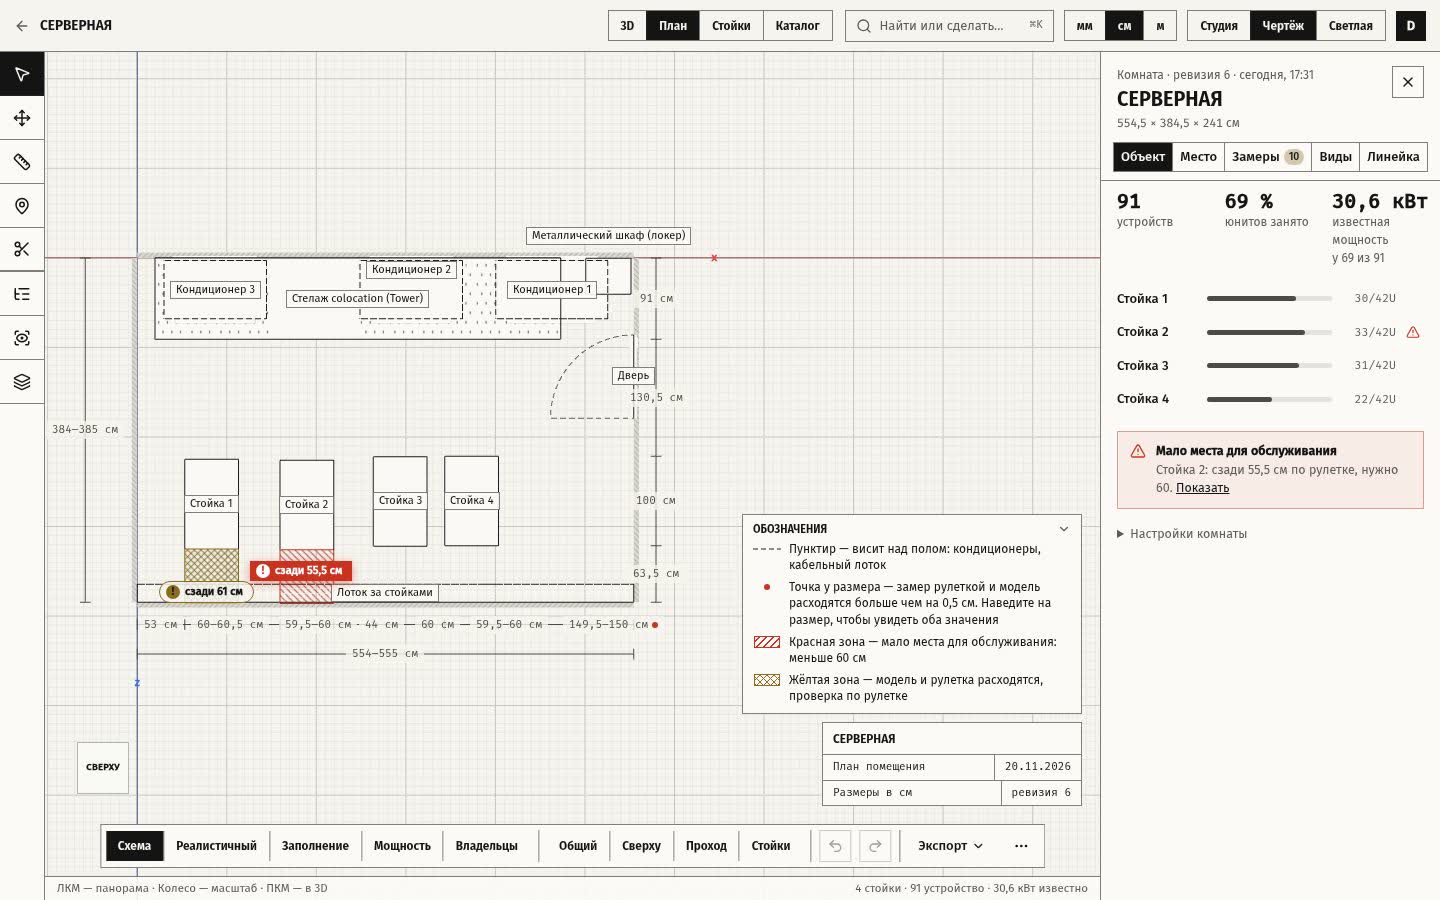 СЕРВЕРНАЯ
3D План Стойки Каталог
Найти или сделать... ⌘K
мм см м
Студия Чертёж Светлая
D
Металлический шкаф (локер)
x
Кондиционер 2
Кондиционер 3
Кондиционер 1
Стелаж colocation (Tower)
91 см
Дверь
130,5 см
384–385 см
Стойка 1
Стойка 2
Стойка 3
Стойка 4
100 см
! сзади 55,5 см
63,5 см
! сзади 61 см
Лоток за стойками
53 см
60–60,5 см
59,5–60 см
44 см
60 см
59,5–60 см
149,5–150 см
554–555 см
z
СВЕРХУ
ОБОЗНАЧЕНИЯ
Пунктир — висит над полом: кондиционеры,
кабельный лоток
Точка у размера — замер рулеткой и модель
расходятся больше чем на 0,5 см. Наведите на
размер, чтобы увидеть оба значения
Красная зона — мало места для обслуживания:
меньше 60 см
Жёлтая зона — модель и рулетка расходятся,
проверка по рулетке
СЕРВЕРНАЯ
План помещения 20.11.2026
Размеры в см ревизия 6
Схема Реалистичный Заполнение Мощность Владельцы Общий Сверху Проход Стойки Экспорт
ЛКМ — панорама · Колесо — масштаб · ПКМ — в 3D
4 стойки · 91 устройство · 30,6 кВт известно
Комната · ревизия 6 · сегодня, 17:31
СЕРВЕРНАЯ
554,5 × 384,5 × 241 см
Объект Место Замеры 10 Виды Линейка
91 69 % 30,6 кВт
устройств юнитов занято известная
мощность
у 69 из 91
Стойка 1 30/42U
Стойка 2 33/42U
Стойка 3 31/42U
Стойка 4 22/42U
Мало места для обслуживания
Стойка 2: сзади 55,5 см по рулетке, нужно
60. Показать
Настройки комнаты